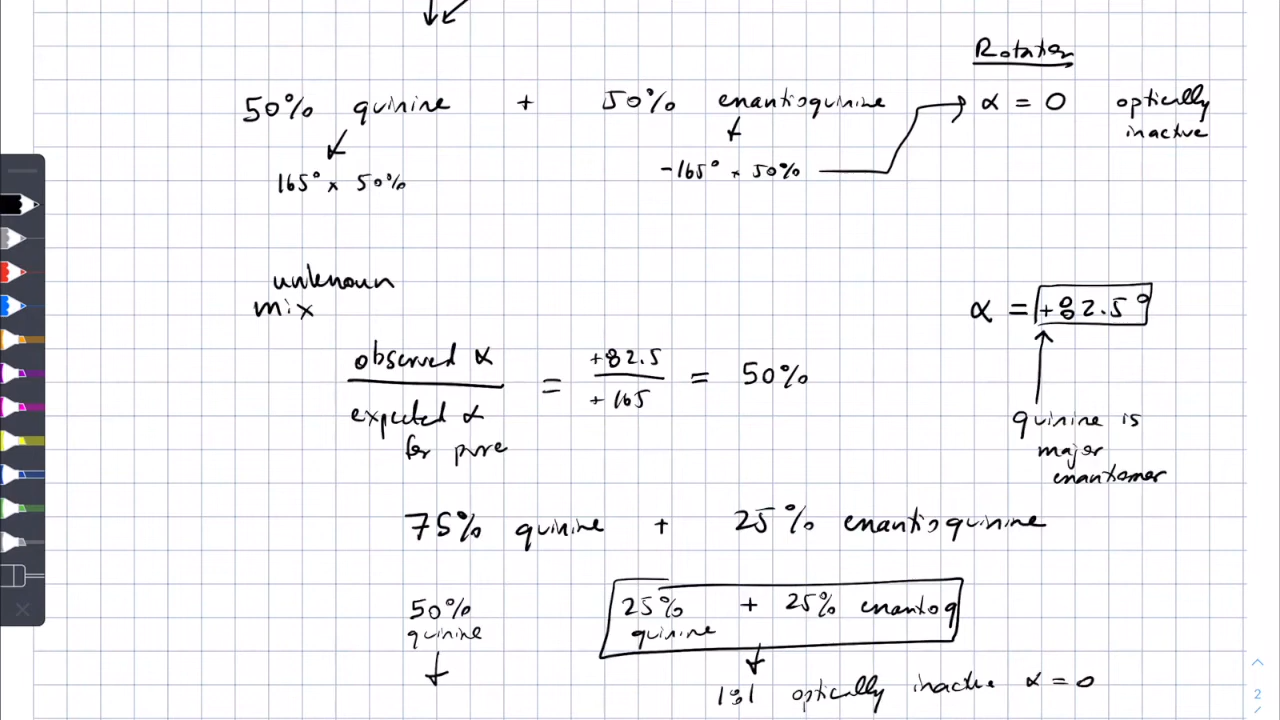 Rotation
50% quinine + 50% enantioquinine α = 0 optically
inactive
165° x 50% -165° x 50%
unknown
mix
α = +82.5°
observed α
expected α
for pure
= +82.5 / +165 = 50%
quinine is
major
enantiomer
75% quinine + 25% enantioquinine
50%
quinine
25% + 25% enantioq
quinine
1:1 optically inactive α = 0
2